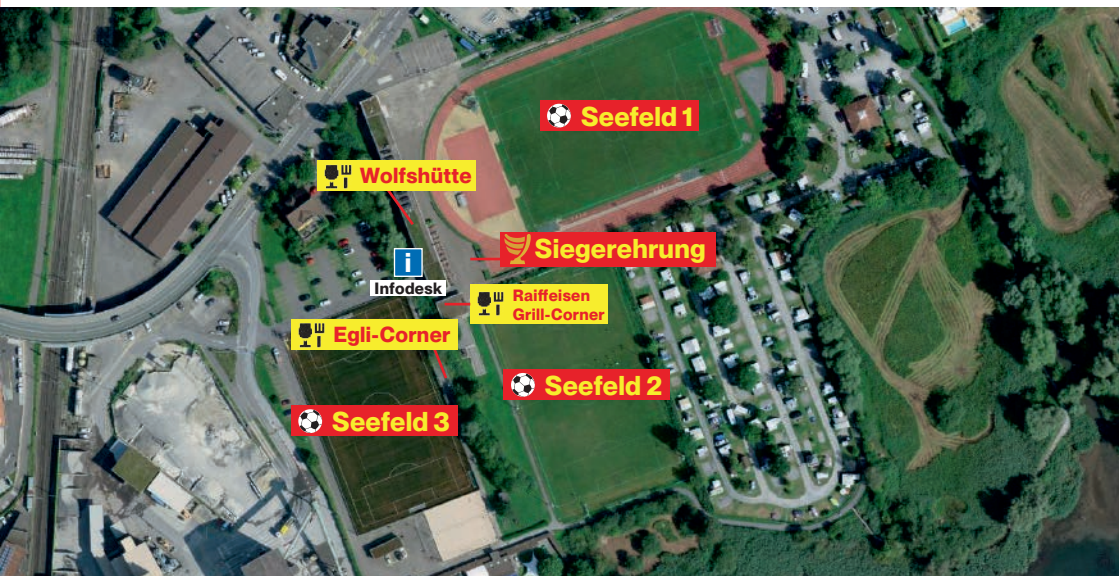 Seefeld 1
Wolfshütte
Siegerehrung
i
Infodesk
Raiffeisen
Grill-Corner
Egli-Corner
Seefeld 2
Seefeld 3